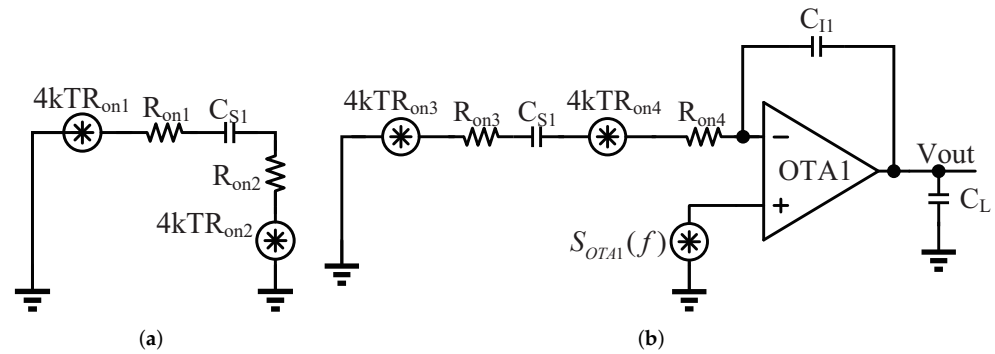 4kTR_on1
R_on1
C_S1
R_on2
4kTR_on2
(a)
4kTR_on3
R_on3
C_S1
4kTR_on4
R_on4
C_I1
−
OTA1
+
S_OTA1(f)
Vout
C_L
(b)